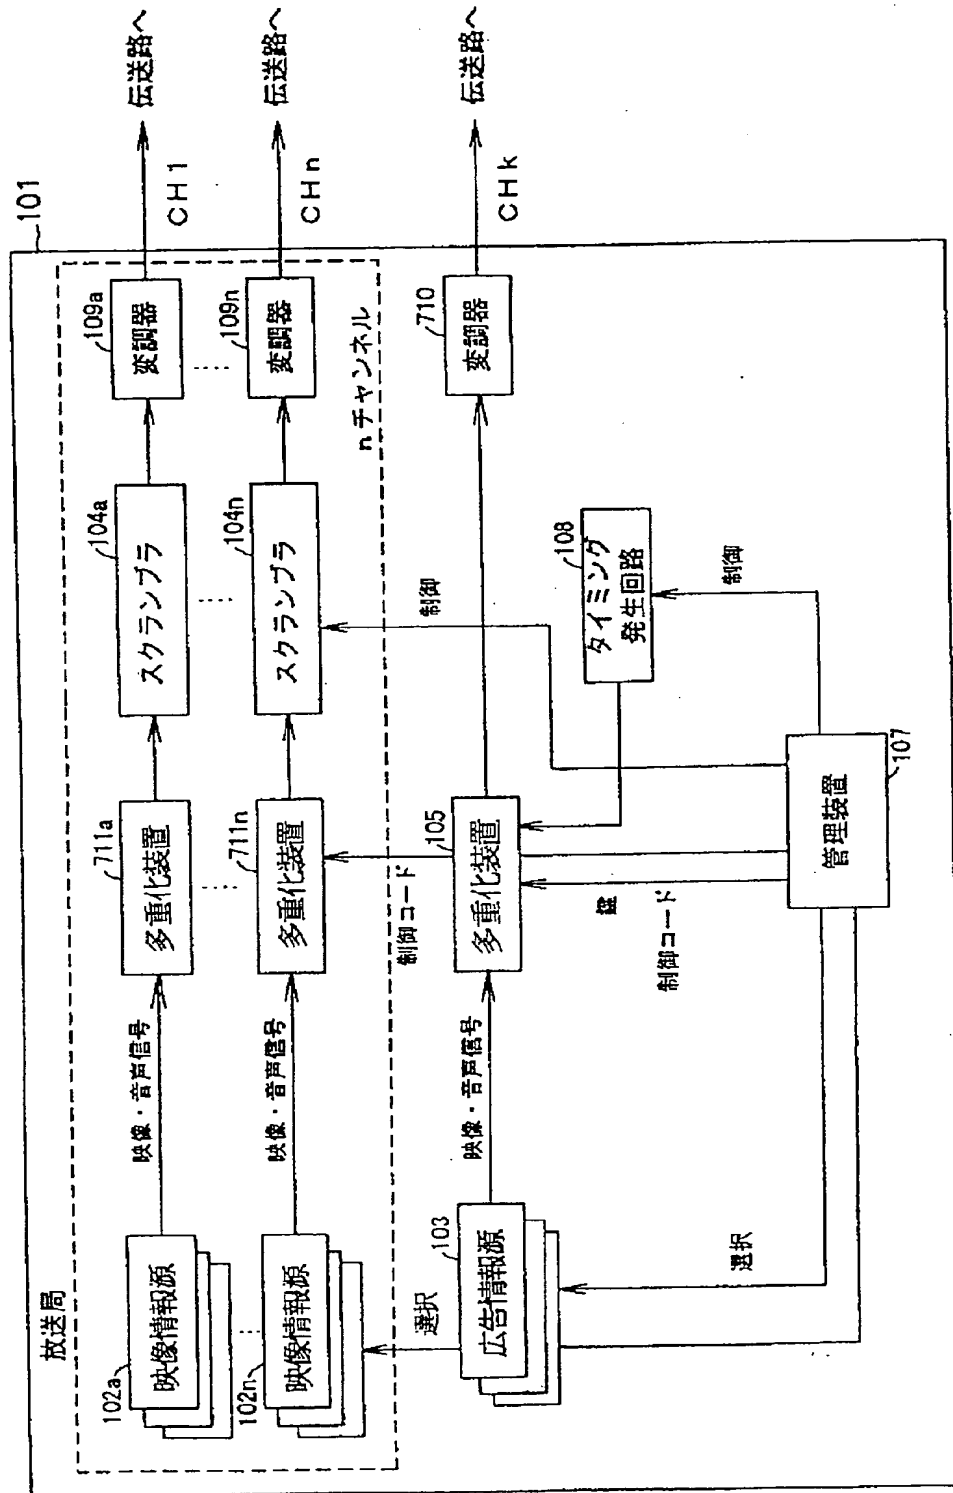 放送局
101
102a
映像情報源
映像・音声信号
711a
多重化装置
104a
スクランブラ
109a
変調器
CH1
伝送路へ
102n
映像情報源
映像・音声信号
711n
多重化装置
104n
スクランブラ
109n
変調器
CHn
伝送路へ
nチャンネル
選択
制御コード
制御
103
広告情報源
映像・音声信号
105
多重化装置
710
変調器
CHk
伝送路へ
108
タイミング
発生回路
制御
選択
鍵
制御コード
管理装置
107